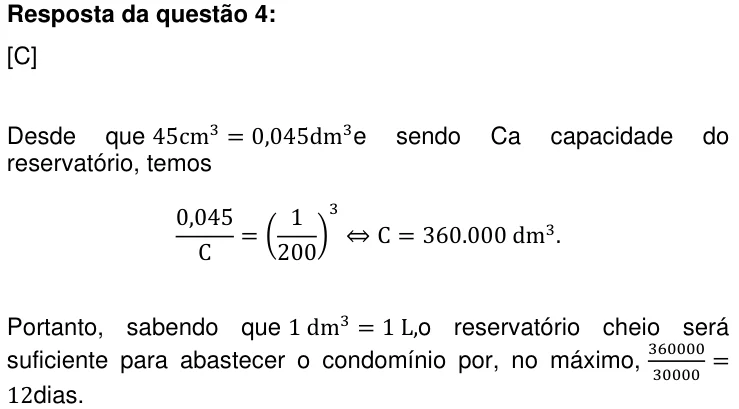 Resposta da questão 4:
[C]
Desde que 45cm³ = 0,045dm³e sendo Ca capacidade do
reservatório, temos
0,045/C = (1/200)³ ⇔ C = 360.000 dm³.
Portanto, sabendo que 1 dm³ = 1 L,o reservatório cheio será
suficiente para abastecer o condomínio por, no máximo, 360000/30000 =
12dias.